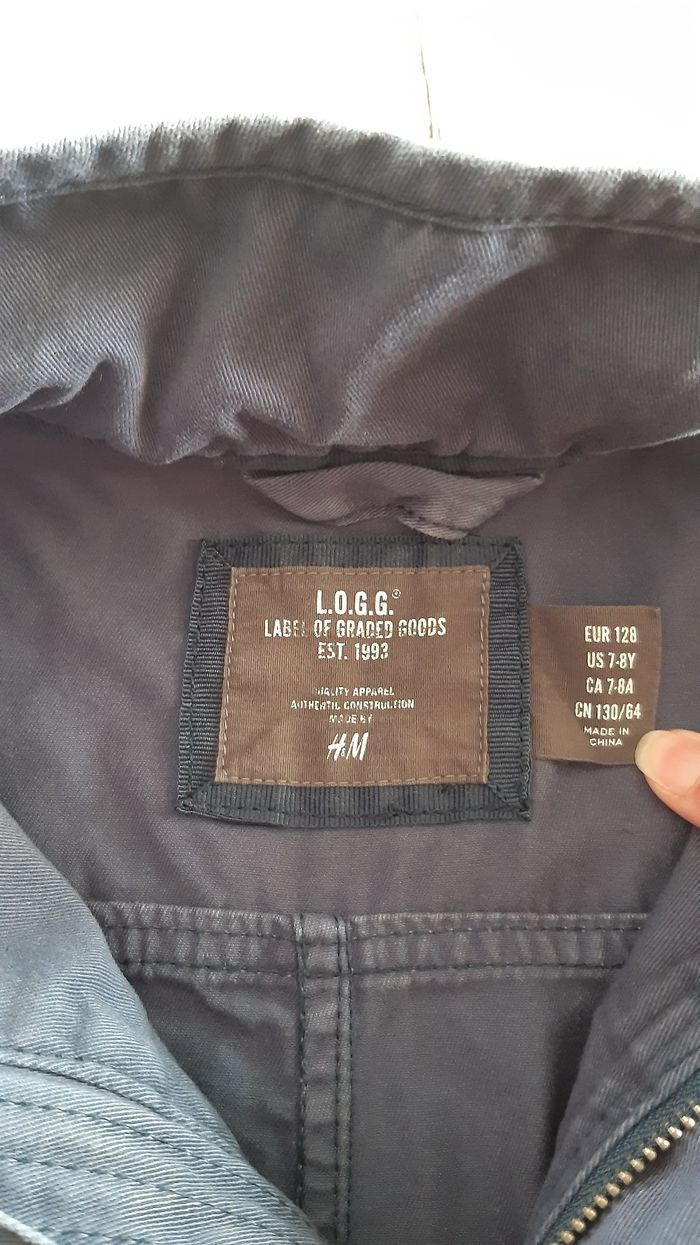 L.O.G.G.®
LABEL OF GRADED GOODS
EST. 1993
QUALITY APPAREL
AUTHENTIC CONSTRUCTION
MADE BY
H&M
EUR 128
US 7-8Y
CA 7-8A
CN 130/64
MADE IN
CHINA